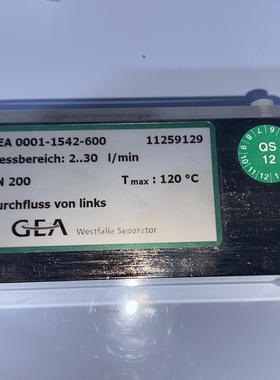 EA 0001-1542-600 11259129
essbereich: 2..30 l/min
N 200 Tmax : 120 °C
urchfluss von links
GEA Westfalia Separator
QS
12